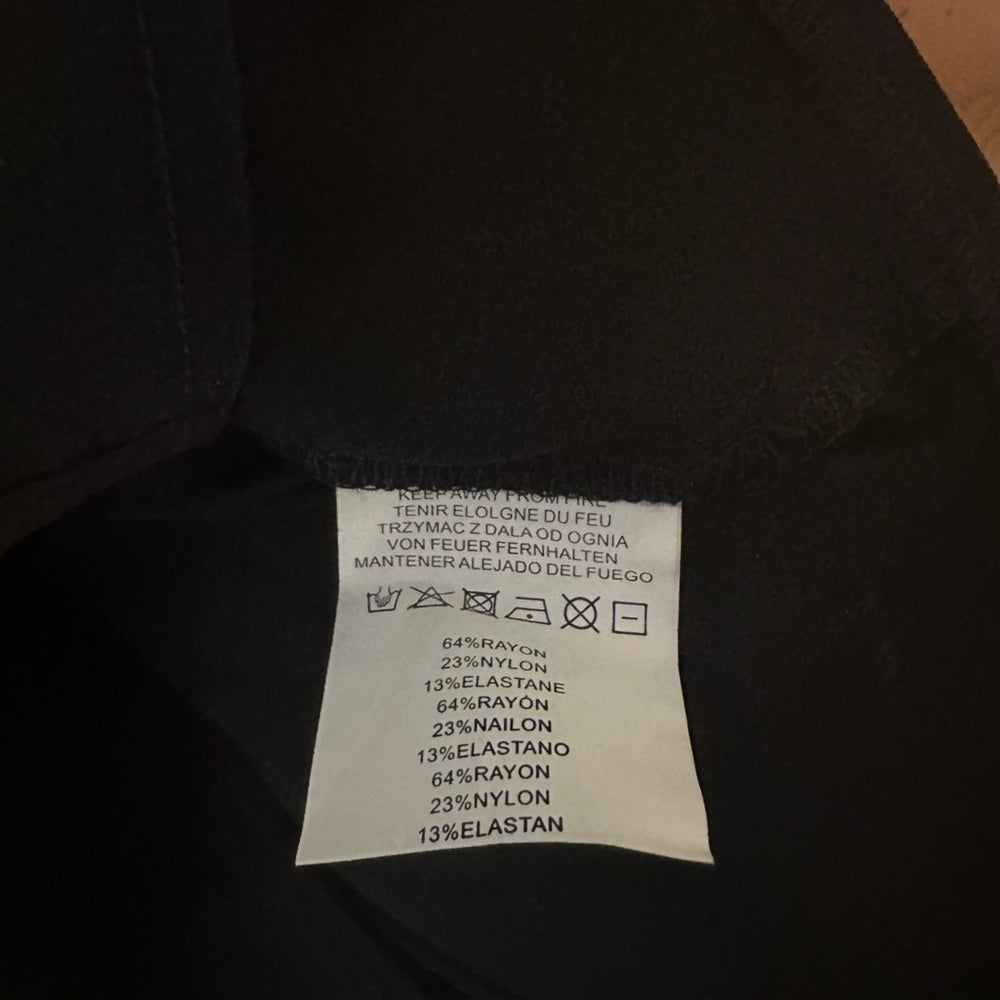 KEEP AWAY FROM FIRE
TENIR ELOLGNE DU FEU
TRZYMAC Z DALA OD OGNIA
VON FEUER FERNHALTEN
MANTENER ALEJADO DEL FUEGO
64%RAYON
23%NYLON
13%ELASTANE
64%RAYÓN
23%NAILON
13%ELASTANO
64%RAYON
23%NYLON
13%ELASTAN